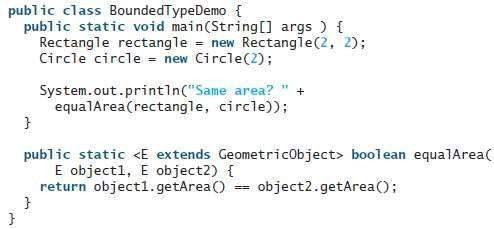 public class BoundedTypeDemo {
  public static void main(String[] args ) {
    Rectangle rectangle = new Rectangle(2, 2);
    Circle circle = new Circle(2);

    System.out.println("Same area? " +
      equalArea(rectangle, circle));
  }

  public static <E extends GeometricObject> boolean equalArea(
      E object1, E object2) {
    return object1.getArea() == object2.getArea();
  }
}